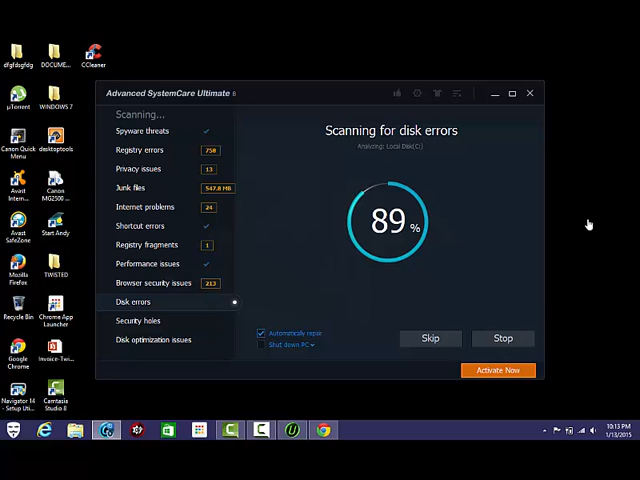 dfgfdsgfdg
DOCUME...
CCleaner
µTorrent
WINDOWS 7
Canon Quick
Menu
desktoptools
Avast
Intern...
Canon
MG2500 ...
Avast
SafeZone
Start Andy
Mozilla
Firefox
TWISTED
Recycle Bin
Chrome App
Launcher
Google
Chrome
Invoice-Twi...
Navigator 14
- Setup Uti...
Camtasia
Studio 8
Advanced SystemCare Ultimate 8
Scanning...
Spyware threats
Registry errors 750
Privacy issues 13
Junk files 547.8 MB
Internet problems 24
Shortcut errors
Registry fragments 1
Performance issues
Browser security issues 213
Disk errors
Security holes
Disk optimization issues
Scanning for disk errors
Analyzing: Local Disk(C:)
89 %
Automatically repair
Shut down PC
Skip
Stop
Activate Now
10:13 PM
1/13/2015